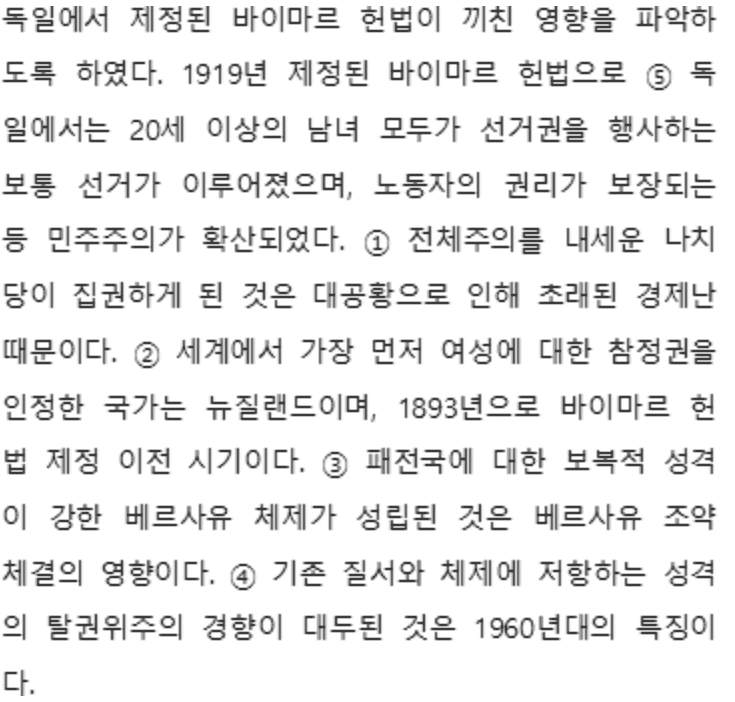 독일에서 제정된 바이마르 헌법이 끼친 영향을 파악하
도록 하였다. 1919년 제정된 바이마르 헌법으로 ⑤ 독
일에서는 20세 이상의 남녀 모두가 선거권을 행사하는
보통 선거가 이루어졌으며, 노동자의 권리가 보장되는
등 민주주의가 확산되었다. ① 전체주의를 내세운 나치
당이 집권하게 된 것은 대공황으로 인해 초래된 경제난
때문이다. ② 세계에서 가장 먼저 여성에 대한 참정권을
인정한 국가는 뉴질랜드이며, 1893년으로 바이마르 헌
법 제정 이전 시기이다. ③ 패전국에 대한 보복적 성격
이 강한 베르사유 체제가 성립된 것은 베르사유 조약
체결의 영향이다. ④ 기존 질서와 체제에 저항하는 성격
의 탈권위주의 경향이 대두된 것은 1960년대의 특징이
다.